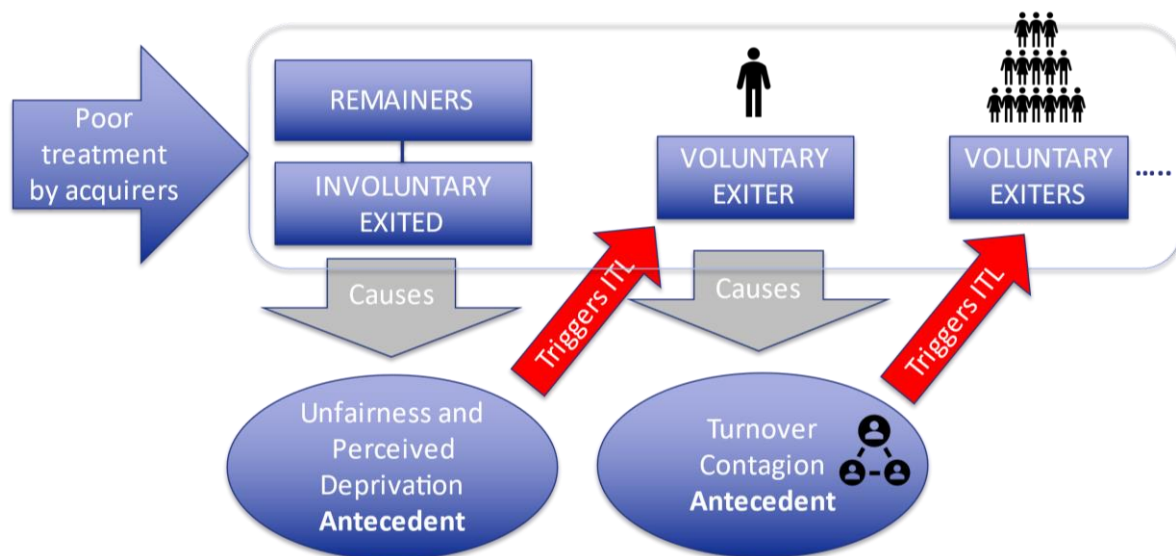 Poor
treatment
by acquirers
REMAINERS
INVOLUNTARY
EXITED
VOLUNTARY
EXITER
VOLUNTARY
EXITERS
.....
Causes
Triggers ITL
Causes
Triggers ITL
Unfairness and
Perceived
Deprivation
Antecedent
Turnover
Contagion
Antecedent